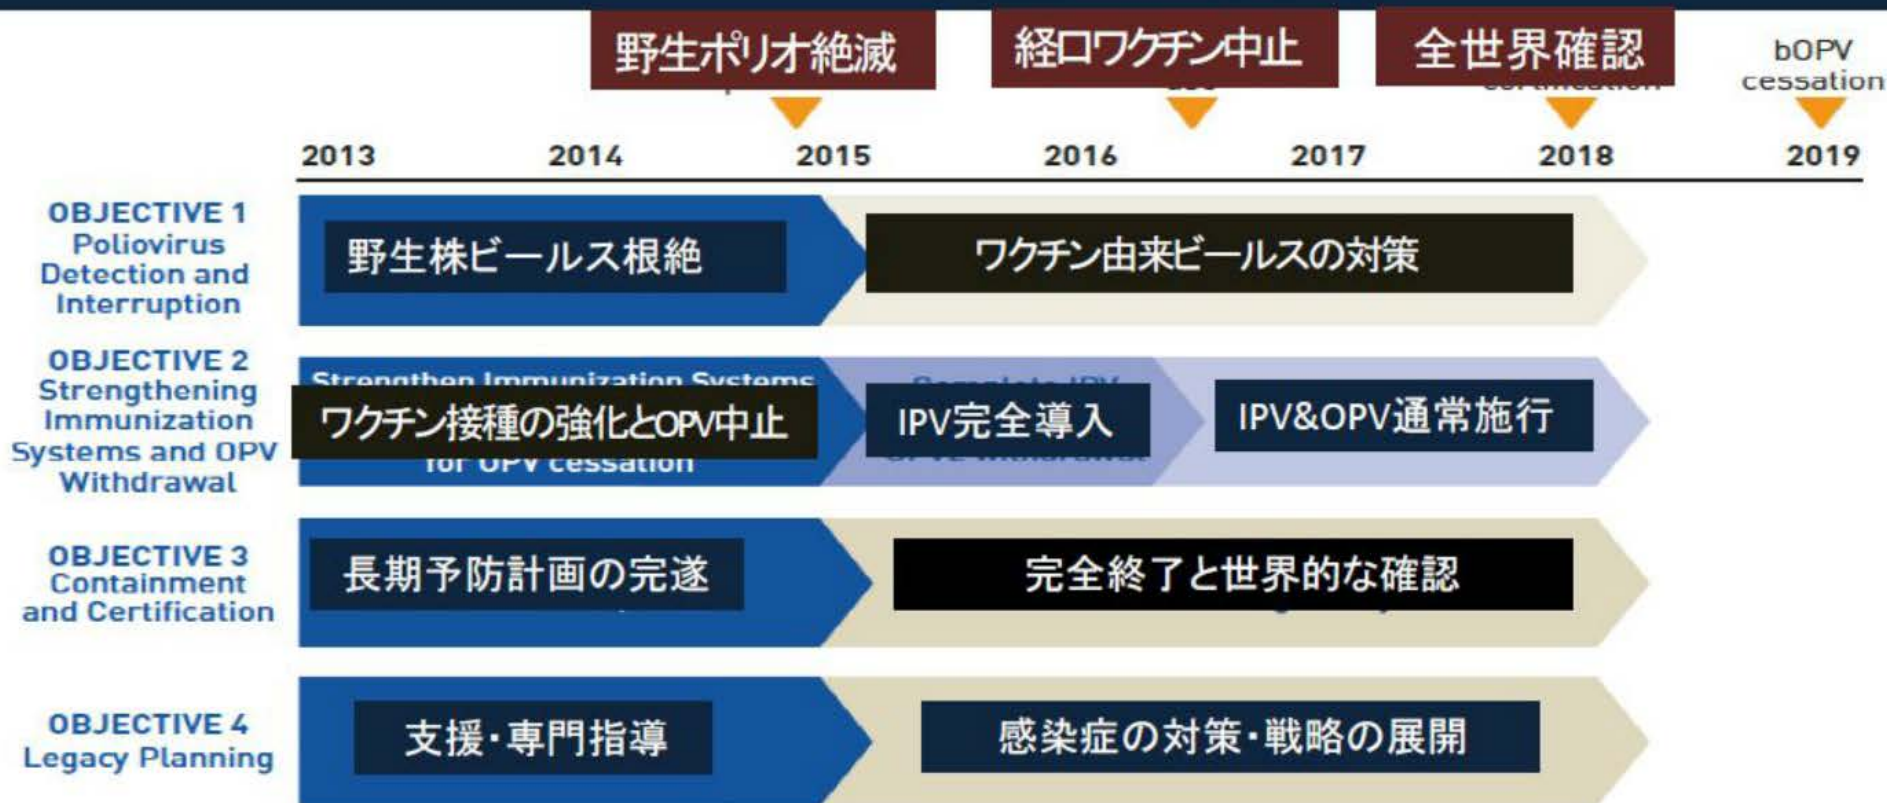 野生ポリオ絶滅
経口ワクチン中止
全世界確認
bOPV
cessation
2013 2014 2015 2016 2017 2018 2019
OBJECTIVE 1
Poliovirus
Detection and
Interruption
野生株ビールス根絶
ワクチン由来ビールスの対策
OBJECTIVE 2
Strengthening
Immunization
Systems and OPV
Withdrawal
Strengthen Immunization Systems
ワクチン接種の強化とOPV中止
for OPV cessation
IPV完全導入
IPV&OPV通常施行
OBJECTIVE 3
Containment
and Certification
長期予防計画の完遂
完全終了と世界的な確認
OBJECTIVE 4
Legacy Planning
支援・専門指導
感染症の対策・戦略の展開